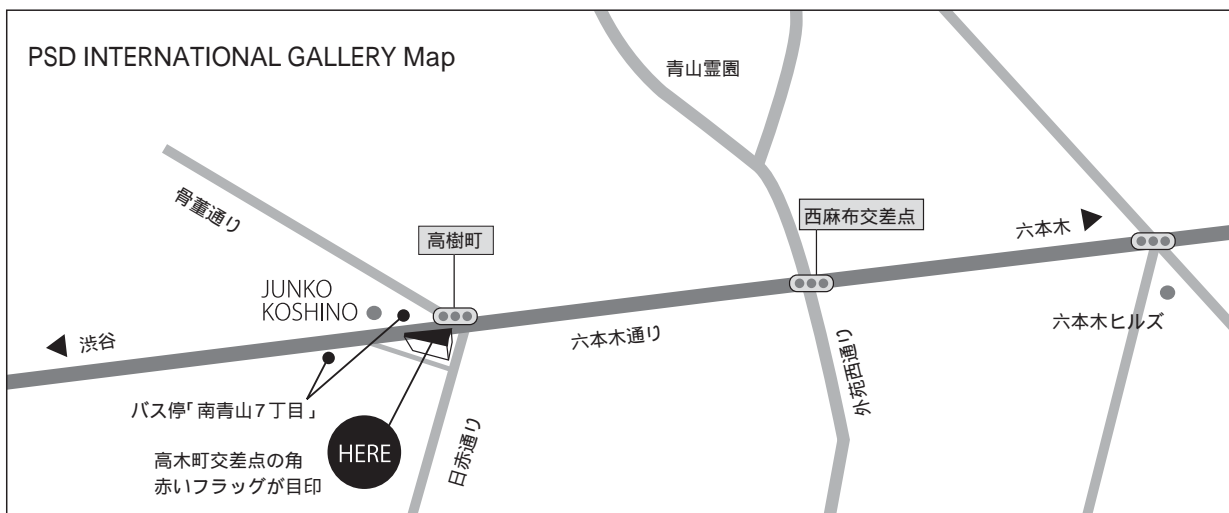 PSD INTERNATIONAL GALLERY Map
青山霊園
骨董通り
高樹町
西麻布交差点
六本木
JUNKO
KOSHINO
六本木通り
六本木ヒルズ
渋谷
外苑西通り
バス停「南青山7丁目」
HERE
日赤通り
高木町交差点の角
赤いフラッグが目印